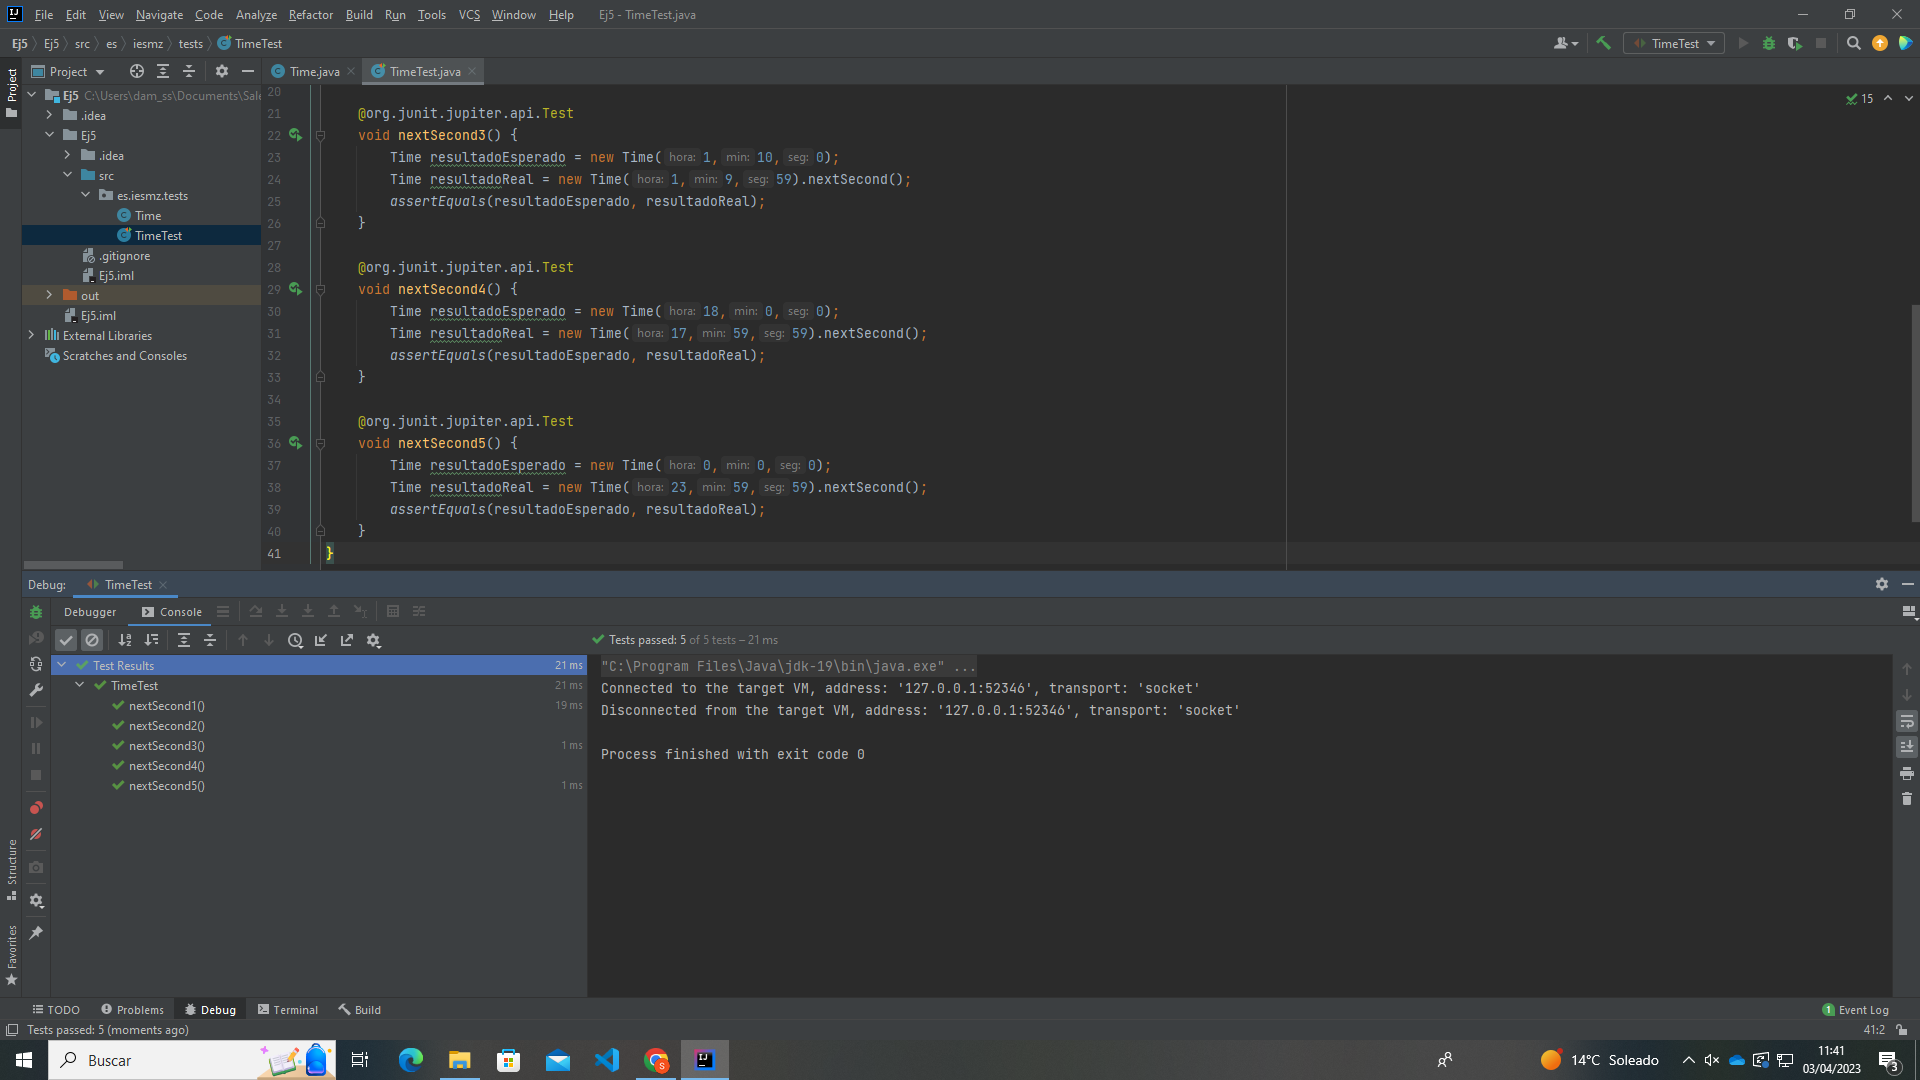 File Edit View Navigate Code Analyze Refactor Build Run Tools VCS Window Help Ej5 - TimeTest.java
Ej5 Ej5 src es iesmz tests TimeTest TimeTest
Project Time.java TimeTest.java
Project
Ej5 C:\Users\dam_ss\Documents\Sale
.idea
Ej5
.idea
src
es.iesmz.tests
Time
TimeTest
.gitignore
Ej5.iml
out
Ej5.iml
External Libraries
Scratches and Consoles
15
20
21 @org.junit.jupiter.api.Test
22 void nextSecond3() {
23 Time resultadoEsperado = new Time( hora: 1, min: 10, seg: 0);
24 Time resultadoReal = new Time( hora: 1, min: 9, seg: 59).nextSecond();
25 assertEquals(resultadoEsperado, resultadoReal);
26 }
27
28 @org.junit.jupiter.api.Test
29 void nextSecond4() {
30 Time resultadoEsperado = new Time( hora: 18, min: 0, seg: 0);
31 Time resultadoReal = new Time( hora: 17, min: 59, seg: 59).nextSecond();
32 assertEquals(resultadoEsperado, resultadoReal);
33 }
34
35 @org.junit.jupiter.api.Test
36 void nextSecond5() {
37 Time resultadoEsperado = new Time( hora: 0, min: 0, seg: 0);
38 Time resultadoReal = new Time( hora: 23, min: 59, seg: 59).nextSecond();
39 assertEquals(resultadoEsperado, resultadoReal);
40 }
41 }
Debug: TimeTest
Debugger Console
Tests passed: 5 of 5 tests – 21 ms
Test Results 21 ms
TimeTest 21 ms
nextSecond1() 19 ms
nextSecond2()
nextSecond3() 1 ms
nextSecond4()
nextSecond5() 1 ms
"C:\Program Files\Java\jdk-19\bin\java.exe" ...
Connected to the target VM, address: '127.0.0.1:52346', transport: 'socket'
Disconnected from the target VM, address: '127.0.0.1:52346', transport: 'socket'
Process finished with exit code 0
Structure
Favorites
TODO Problems Debug Terminal Build 1 Event Log
Tests passed: 5 (moments ago) 41:2
Buscar
14°C Soleado
11:41
03/04/2023
3